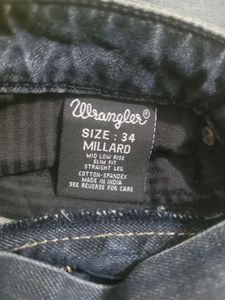 Wrangler®
SIZE : 34
MILLARD
MID LOW RISE
SLIM FIT
STRAIGHT LEG
COTTON-SPANDEX
MADE IN INDIA
SEE REVERSE FOR CARE